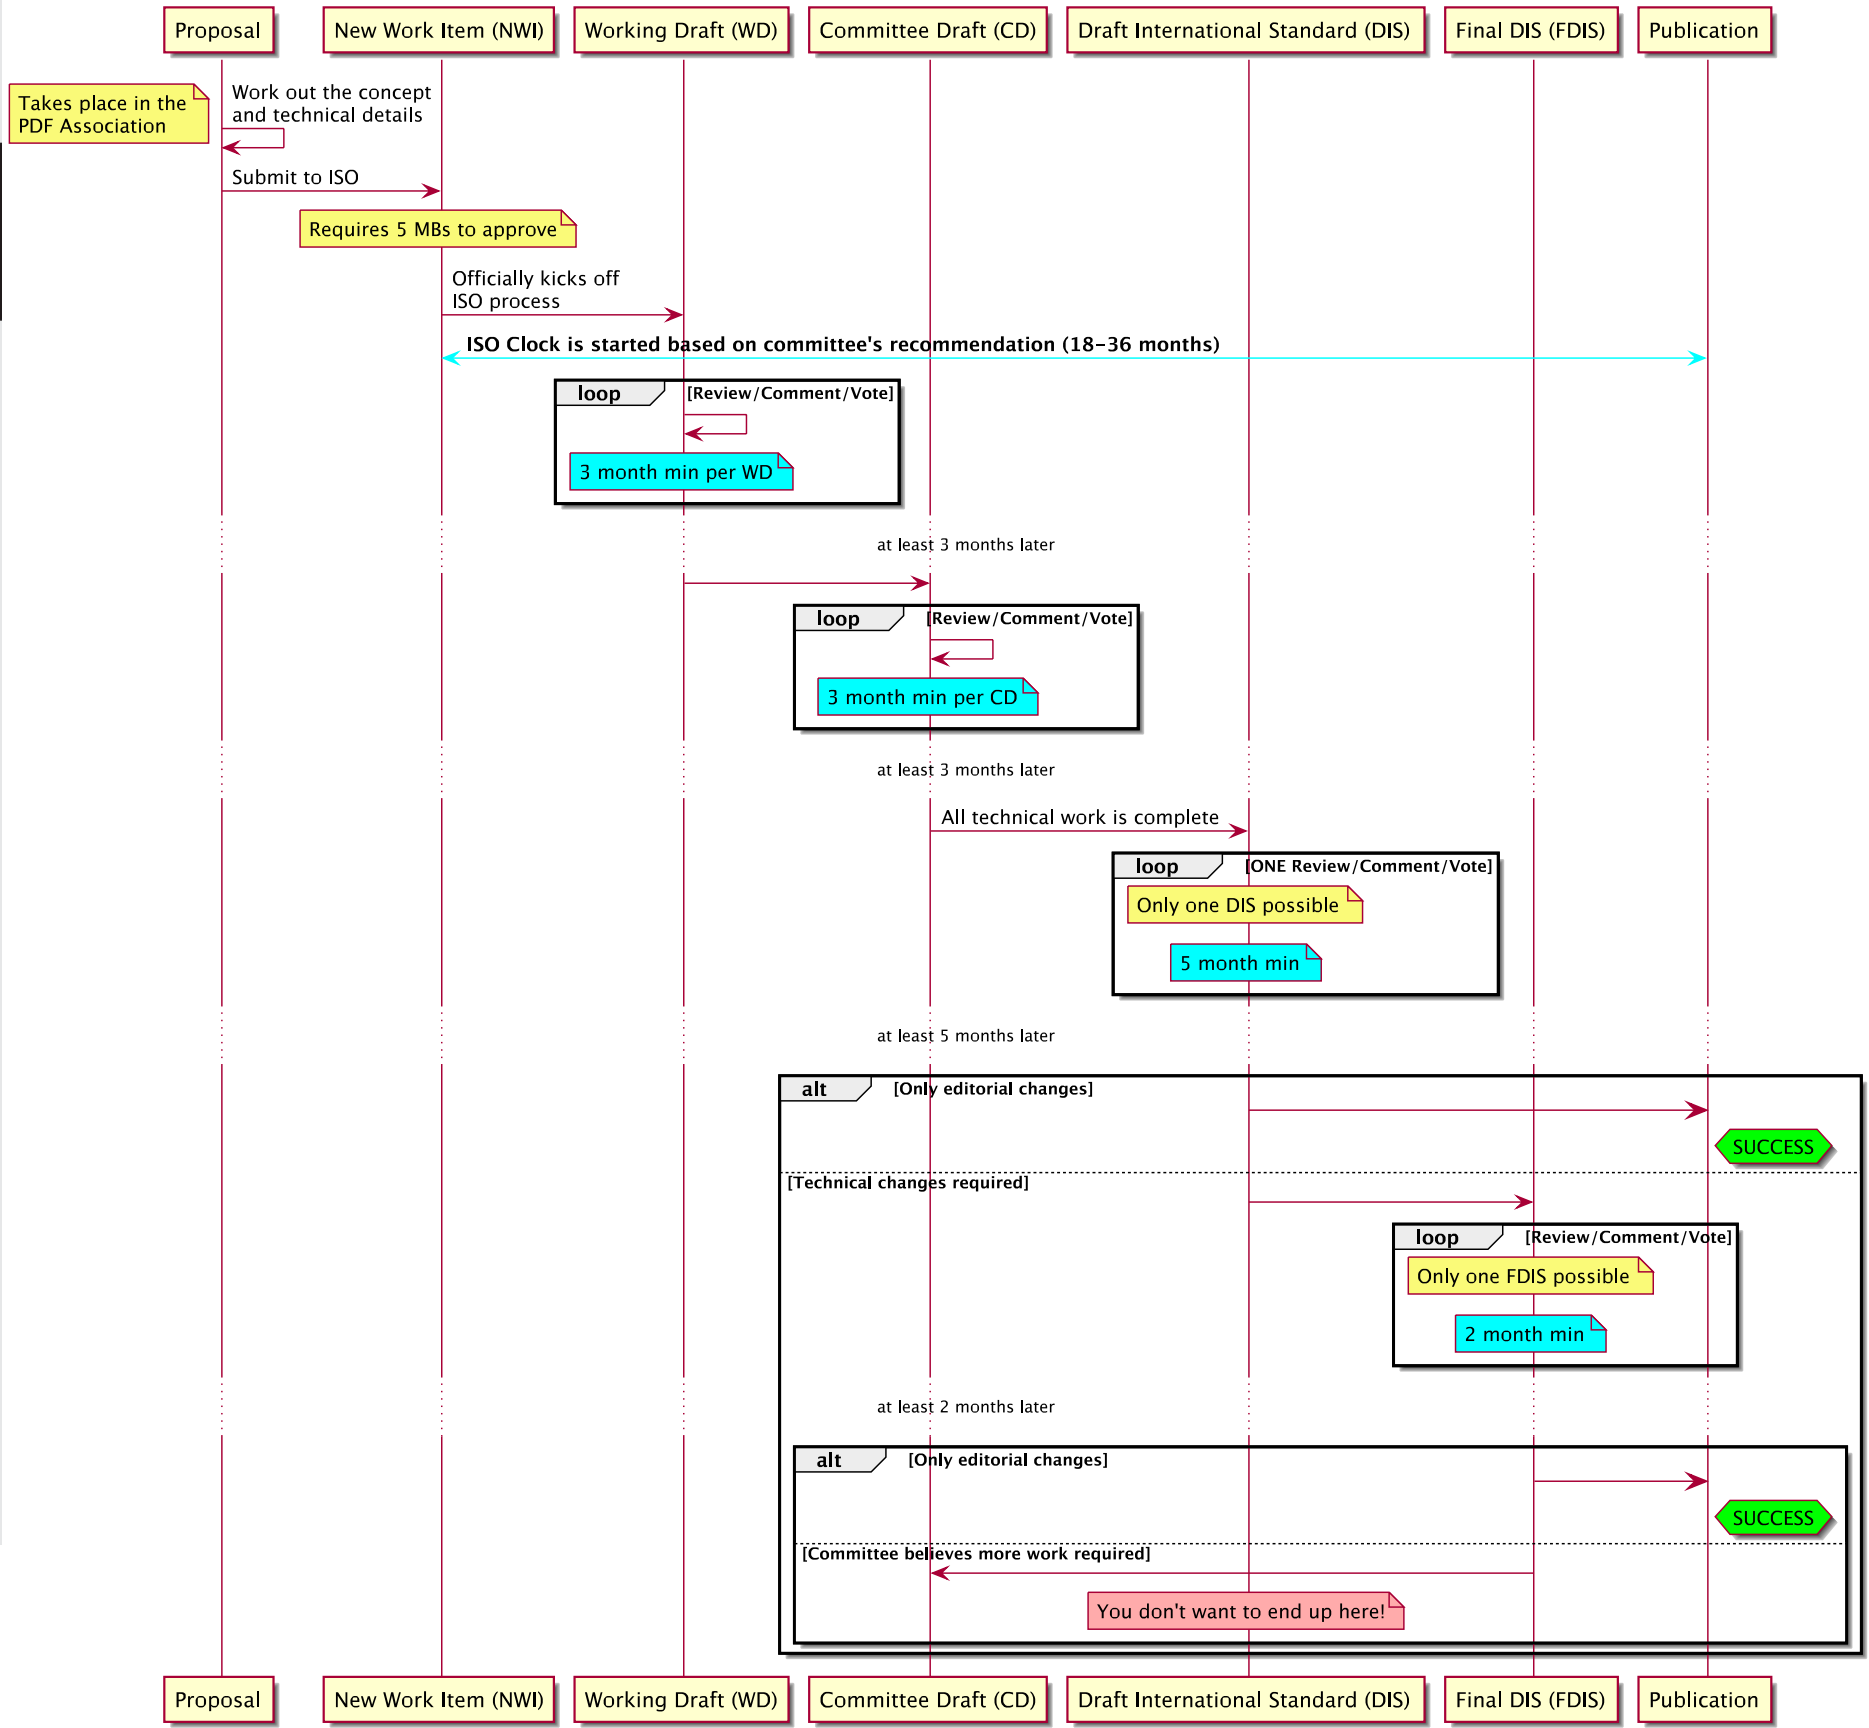 Proposal
New Work Item (NWI)
Working Draft (WD)
Committee Draft (CD)
Draft International Standard (DIS)
Final DIS (FDIS)
Publication
Takes place in the
PDF Association
Work out the concept
and technical details
Submit to ISO
Requires 5 MBs to approve
Officially kicks off
ISO process
ISO Clock is started based on committee's recommendation (18-36 months)
loop
[Review/Comment/Vote]
3 month min per WD
at least 3 months later
loop
[Review/Comment/Vote]
3 month min per CD
at least 3 months later
All technical work is complete
loop
[ONE Review/Comment/Vote]
Only one DIS possible
5 month min
at least 5 months later
alt
[Only editorial changes]
SUCCESS
[Technical changes required]
loop
[Review/Comment/Vote]
Only one FDIS possible
2 month min
at least 2 months later
alt
[Only editorial changes]
SUCCESS
[Committee believes more work required]
You don't want to end up here!
Proposal
New Work Item (NWI)
Working Draft (WD)
Committee Draft (CD)
Draft International Standard (DIS)
Final DIS (FDIS)
Publication